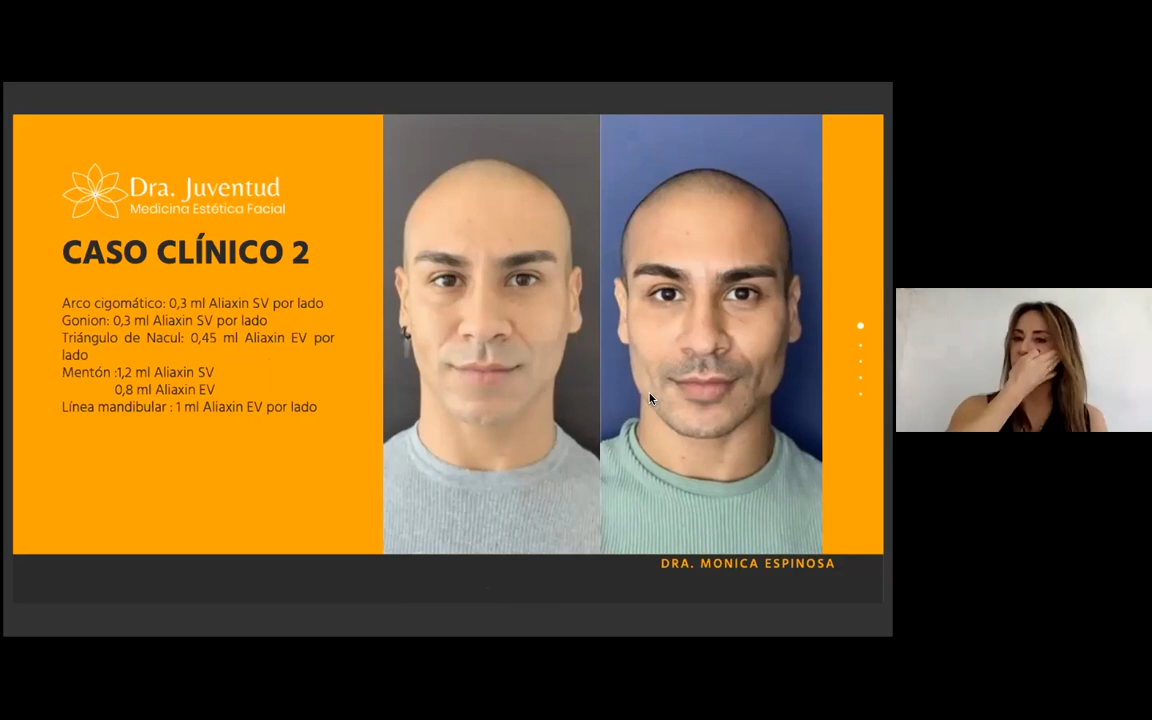 Dra. Juventud
Medicina Estética Facial
CASO CLÍNICO 2
Arco cigomático: 0,3 ml Aliaxin SV por lado
Gonion: 0,3 ml Aliaxin SV por lado
Triángulo de Nacul: 0,45 ml Aliaxin EV por
lado
Mentón :1,2 ml Aliaxin SV
0,8 ml Aliaxin EV
Línea mandibular : 1 ml Aliaxin EV por lado
DRA. MONICA ESPINOSA